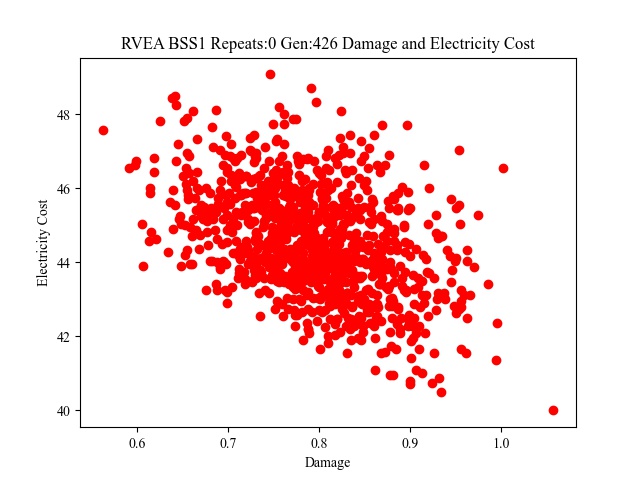 RVEA BSS1 Repeats:0 Gen:426 Damage and Electricity Cost
48
46
44
42
40
Electricity Cost
0.6 0.7 0.8 0.9 1.0
Damage